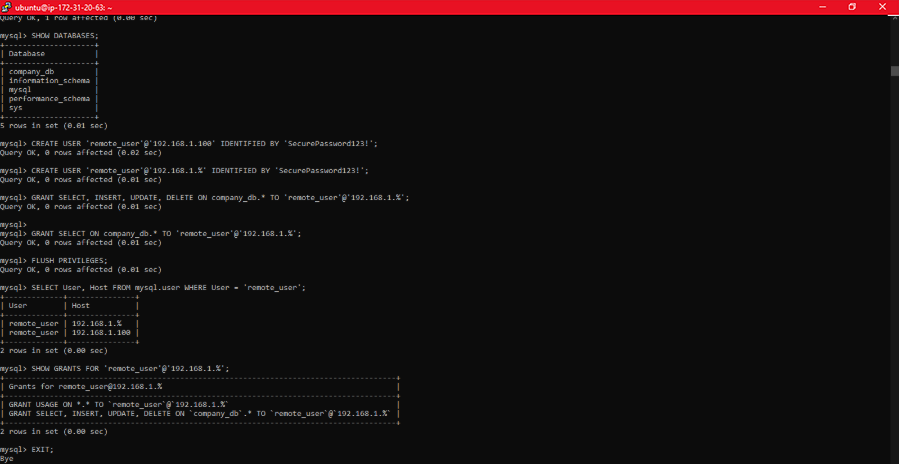 ubuntu@ip-172-31-20-63: ~
Query OK, 1 row affected (0.00 sec)
mysql> SHOW DATABASES;
+--------------------+
| Database           |
+--------------------+
| company_db         |
| information_schema |
| mysql              |
| performance_schema |
| sys                |
+--------------------+
5 rows in set (0.01 sec)
mysql> CREATE USER 'remote_user'@'192.168.1.100' IDENTIFIED BY 'SecurePassword123!';
Query OK, 0 rows affected (0.02 sec)
mysql> CREATE USER 'remote_user'@'192.168.1.%' IDENTIFIED BY 'SecurePassword123!';
Query OK, 0 rows affected (0.01 sec)
mysql> GRANT SELECT, INSERT, UPDATE, DELETE ON company_db.* TO 'remote_user'@'192.168.1.%';
Query OK, 0 rows affected (0.01 sec)
mysql>
mysql> GRANT SELECT ON company_db.* TO 'remote_user'@'192.168.1.%';
Query OK, 0 rows affected (0.01 sec)
mysql> FLUSH PRIVILEGES;
Query OK, 0 rows affected (0.01 sec)
mysql> SELECT User, Host FROM mysql.user WHERE User = 'remote_user';
+-------------+---------------+
| User        | Host          |
+-------------+---------------+
| remote_user | 192.168.1.%   |
| remote_user | 192.168.1.100 |
+-------------+---------------+
2 rows in set (0.00 sec)
mysql> SHOW GRANTS FOR 'remote_user'@'192.168.1.%';
+--------------------------------------------------------------------------------------+
| Grants for remote_user@192.168.1.%                                                   |
+--------------------------------------------------------------------------------------+
| GRANT USAGE ON *.* TO `remote_user`@`192.168.1.%`                                    |
| GRANT SELECT, INSERT, UPDATE, DELETE ON `company_db`.* TO `remote_user`@`192.168.1.%` |
+--------------------------------------------------------------------------------------+
2 rows in set (0.00 sec)
mysql> EXIT;
Bye